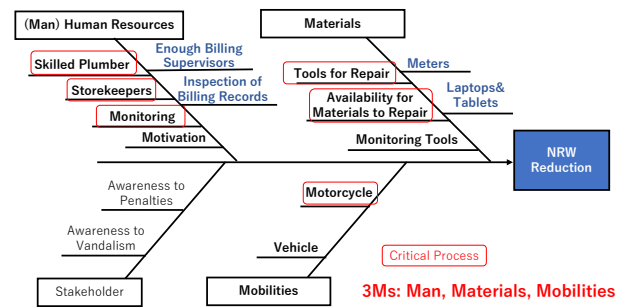 (Man) Human Resources
Materials
Enough Billing
Supervisors
Skilled Plumber
Meters
Tools for Repair
Inspection of
Billing Records
Storekeepers
Laptops&
Tablets
Availability for
Materials to Repair
Monitoring
Motivation
Monitoring Tools
NRW
Reduction
Awareness to
Penalties
Motorcycle
Awareness to
Vandalism
Vehicle
Critical Process
Stakeholder
Mobilities
3Ms: Man, Materials, Mobilities